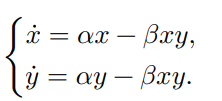 ẋ = αx − βxy,
ẏ = αy − βxy.